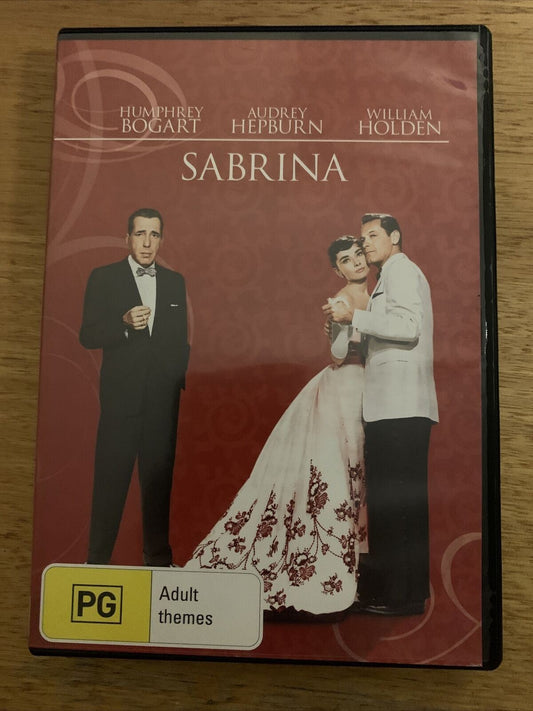 HUMPHREY AUDREY WILLIAM
BOGART HEPBURN HOLDEN
SABRINA
PG
Adult
themes